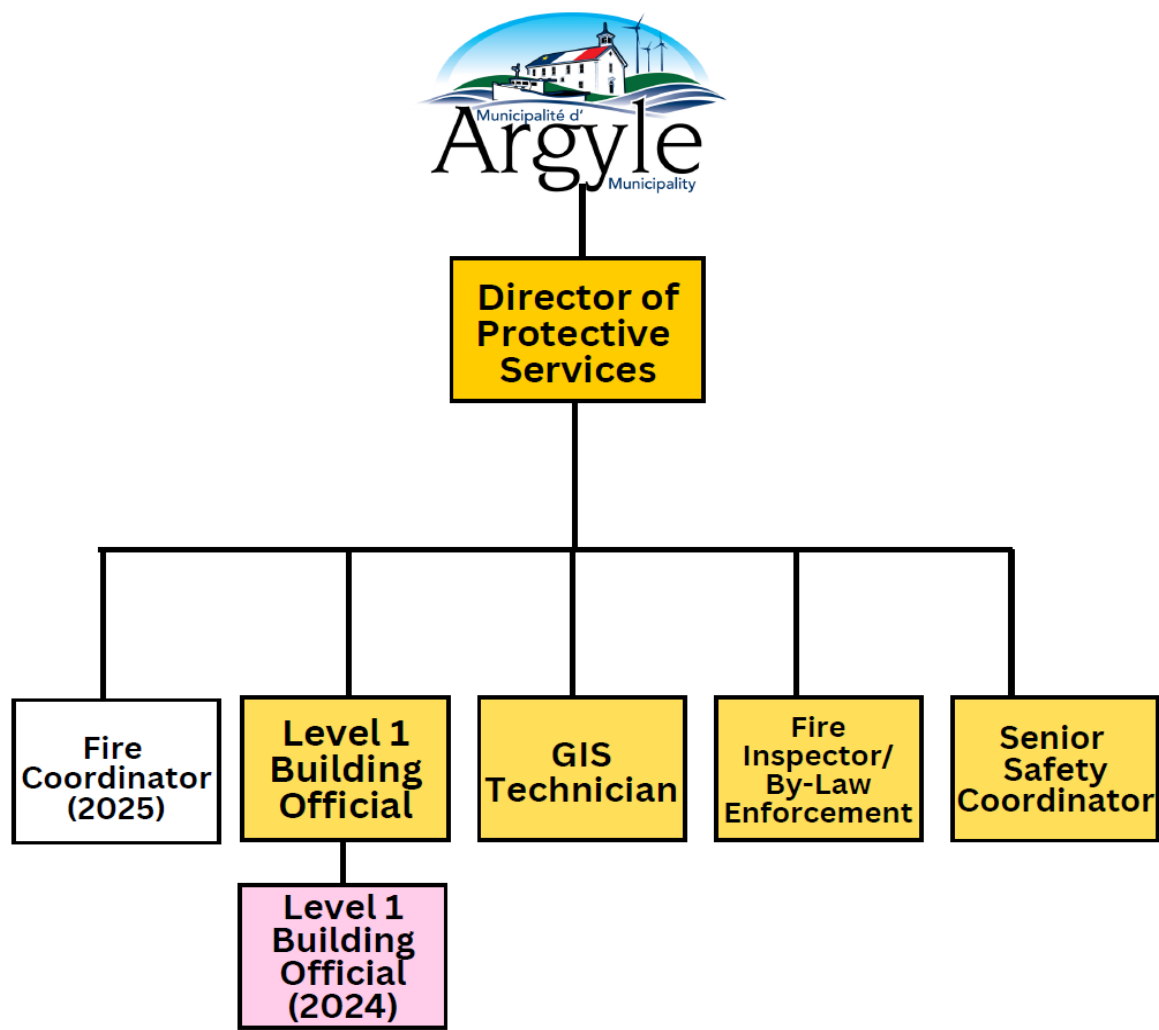 Municipalité d'
Argyle
Municipality
Director of
Protective
Services
Fire
Coordinator
(2025)
Level 1
Building
Official
GIS
Technician
Fire
Inspector/
By-Law
Enforcement
Senior
Safety
Coordinator
Level 1
Building
Official
(2024)